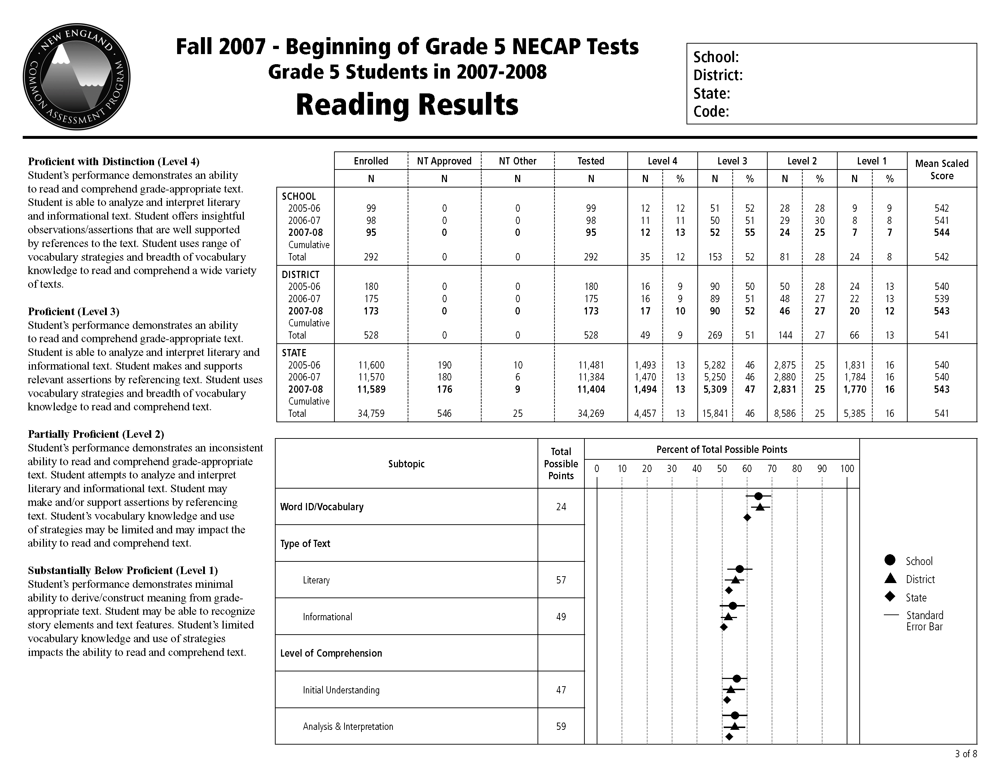 NEW ENGLAND
COMMON ASSESSMENT PROGRAM
Fall 2007 - Beginning of Grade 5 NECAP Tests
Grade 5 Students in 2007-2008
Reading Results
School:
District:
State:
Code:
Proficient with Distinction (Level 4)
Student’s performance demonstrates an ability
to read and comprehend grade-appropriate text.
Student is able to analyze and interpret literary
and informational text. Student offers insightful
observations/assertions that are well supported
by references to the text. Student uses range of
vocabulary strategies and breadth of vocabulary
knowledge to read and comprehend a wide variety
of texts.
Proficient (Level 3)
Student’s performance demonstrates an ability
to read and comprehend grade-appropriate text.
Student is able to analyze and interpret literary and
informational text. Student makes and supports
relevant assertions by referencing text. Student uses
vocabulary strategies and breadth of vocabulary
knowledge to read and comprehend text.
Partially Proficient (Level 2)
Student’s performance demonstrates an inconsistent
ability to read and comprehend grade-appropriate
text. Student attempts to analyze and interpret
literary and informational text. Student may
make and/or support assertions by referencing
text. Student’s vocabulary knowledge and use
of strategies may be limited and may impact the
ability to read and comprehend text.
Substantially Below Proficient (Level 1)
Student’s performance demonstrates minimal
ability to derive/construct meaning from grade-
appropriate text. Student may be able to recognize
story elements and text features. Student’s limited
vocabulary knowledge and use of strategies
impacts the ability to read and comprehend text.
Enrolled NT Approved NT Other Tested Level 4 Level 3 Level 2 Level 1 Mean Scaled
Score
N N N N N % N % N % N %
SCHOOL
2005-06 99 0 0 99 12 12 51 52 28 28 9 9 542
2006-07 98 0 0 98 11 11 50 51 29 30 8 8 541
2007-08 95 0 0 95 12 13 52 55 24 25 7 7 544
Cumulative
Total 292 0 0 292 35 12 153 52 81 28 24 8 542
DISTRICT
2005-06 180 0 0 180 16 9 90 50 50 28 24 13 540
2006-07 175 0 0 175 16 9 89 51 48 27 22 13 539
2007-08 173 0 0 173 17 10 90 52 46 27 20 12 543
Cumulative
Total 528 0 0 528 49 9 269 51 144 27 66 13 541
STATE
2005-06 11,600 190 10 11,481 1,493 13 5,282 46 2,875 25 1,831 16 540
2006-07 11,570 180 6 11,384 1,470 13 5,250 46 2,880 25 1,784 16 540
2007-08 11,589 176 9 11,404 1,494 13 5,309 47 2,831 25 1,770 16 543
Cumulative
Total 34,759 546 25 34,269 4,457 13 15,841 46 8,586 25 5,385 16 541
Subtopic
Total
Possible
Points
Percent of Total Possible Points
0 10 20 30 40 50 60 70 80 90 100
Word ID/Vocabulary 24
Type of Text
Literary 57
Informational 49
Level of Comprehension
Initial Understanding 47
Analysis & Interpretation 59
School
District
State
Standard
Error Bar
3 of 8